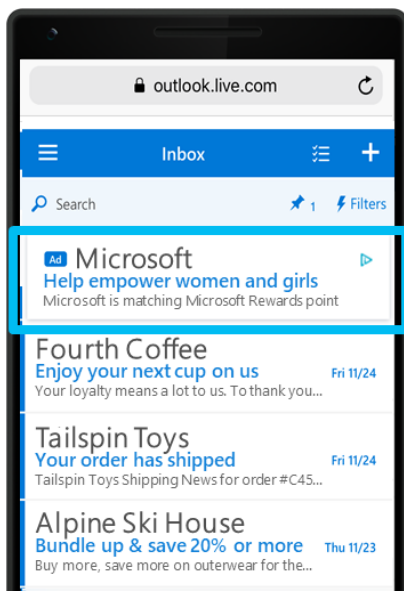 outlook.live.com
Inbox
Search 1 Filters
Ad Microsoft
Help empower women and girls
Microsoft is matching Microsoft Rewards point
Fourth Coffee
Enjoy your next cup on us Fri 11/24
Your loyalty means a lot to us. To thank you...
Tailspin Toys
Your order has shipped Fri 11/24
Tailspin Toys Shipping News for order #C45...
Alpine Ski House
Bundle up & save 20% or more Thu 11/23
Buy more, save more on outerwear for the...